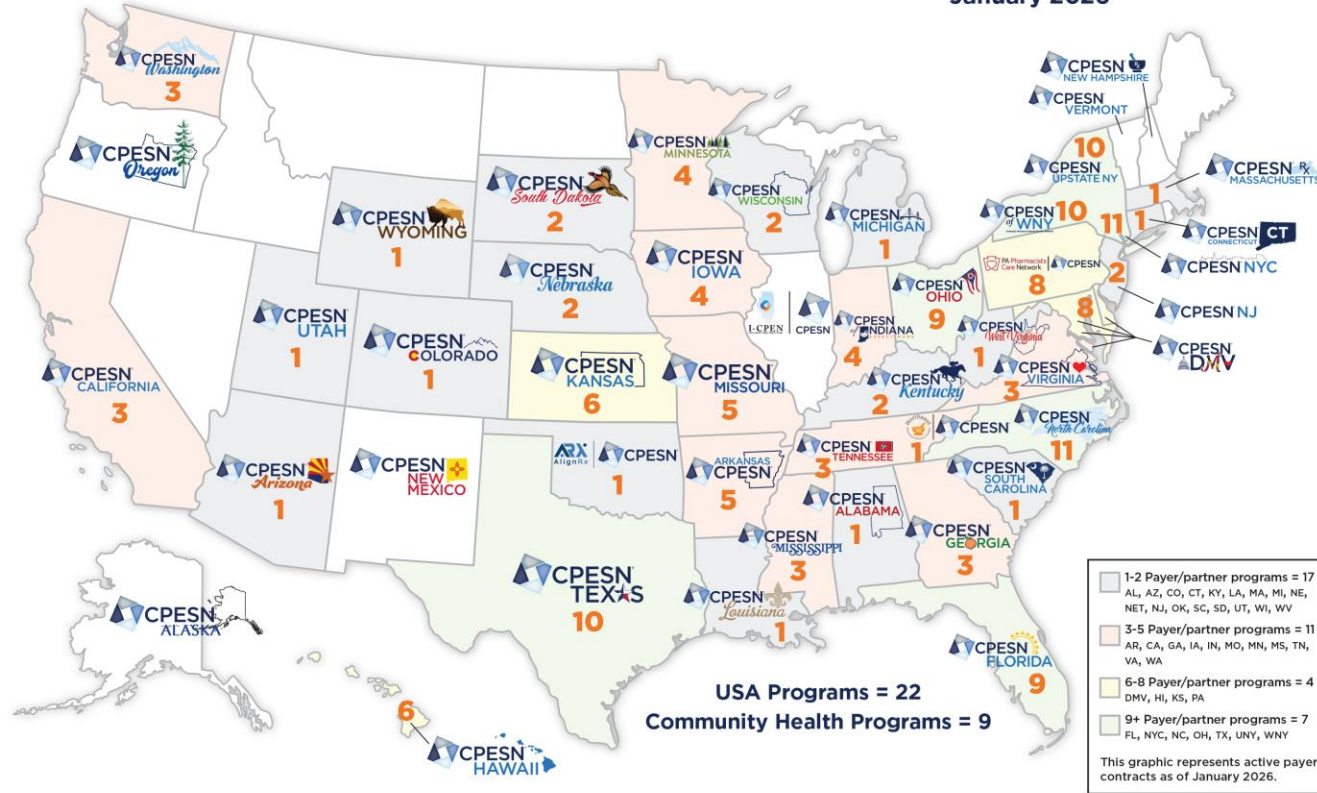 January 2026
CPESN
Washington
3
CPESN
Oregon
CPESN
CALIFORNIA
3
CPESN
UTAH
1
CPESN
Arizona
1
CPESN
WYOMING
1
CPESN
COLORADO
1
CPESN
NEW
MEXICO
CPESN
South Dakota
2
CPESN
Nebraska
2
CPESN
KANSAS
6
ARX
AlignRx
CPESN
1
CPESN
TEXAS
10
CPESN
MINNESOTA
4
CPESN
IOWA
4
CPESN
MISSOURI
5
ARKANSAS
CPESN
5
CPESN
Louisiana
1
CPESN
WISCONSIN
2
I-CPEN
CPESN
CPESN
MICHIGAN
1
CPESN
INDIANA
4
CPESN
OHIO
9
CPESN
Kentucky
2
CPESN
West Virginia
1
CPESN
VIRGINIA
3
CPESN
TENNESSEE
3
Northeast
CPESN
1
CPESN
North Carolina
11
CPESN
SOUTH
CAROLINA
1
CPESN
MISSISSIPPI
3
CPESN
ALABAMA
1
CPESN
GEORGIA
3
CPESN
FLORIDA
9
CPESN
NEW HAMPSHIRE
CPESN
VERMONT
10
CPESN
UPSTATE NY
CPESN
of WNY
10
11
1
CPESN Rx
MASSACHUSETTS
1
CPESN CT
CONNECTICUT
CPESN NYC
PA Pharmacists
Care Network
CPESN
8
2
CPESN NJ
8
CPESN
DMV
CPESN
ALASKA
6
CPESN
HAWAII
USA Programs = 22
Community Health Programs = 9
1-2 Payer/partner programs = 17
AL, AZ, CO, CT, KY, LA, MA, MI, NE,
NET, NJ, OK, SC, SD, UT, WI, WV
3-5 Payer/partner programs = 11
AR, CA, GA, IA, IN, MO, MN, MS, TN,
VA, WA
6-8 Payer/partner programs = 4
DMV, HI, KS, PA
9+ Payer/partner programs = 7
FL, NYC, NC, OH, TX, UNY, WNY
This graphic represents active payer
contracts as of January 2026.